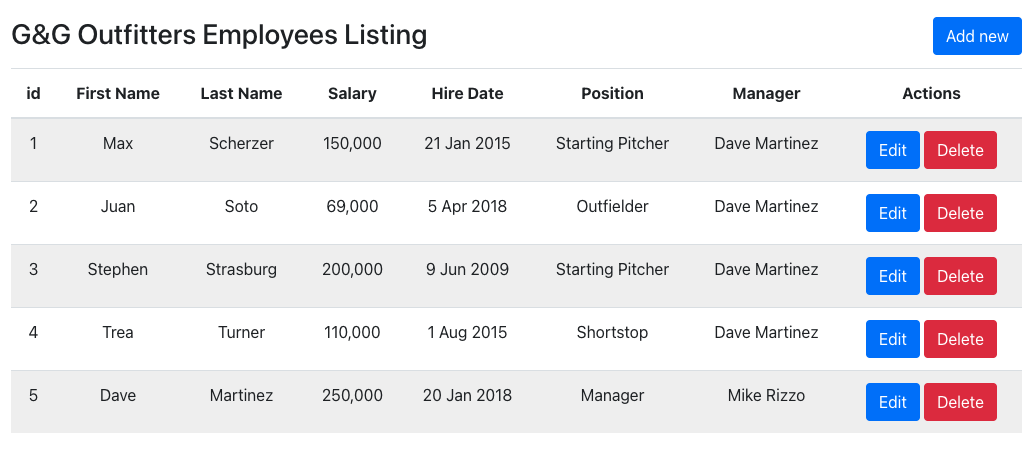 G&G Outfitters Employees Listing Add new
id First Name Last Name Salary Hire Date Position Manager Actions
1 Max Scherzer 150,000 21 Jan 2015 Starting Pitcher Dave Martinez Edit Delete
2 Juan Soto 69,000 5 Apr 2018 Outfielder Dave Martinez Edit Delete
3 Stephen Strasburg 200,000 9 Jun 2009 Starting Pitcher Dave Martinez Edit Delete
4 Trea Turner 110,000 1 Aug 2015 Shortstop Dave Martinez Edit Delete
5 Dave Martinez 250,000 20 Jan 2018 Manager Mike Rizzo Edit Delete